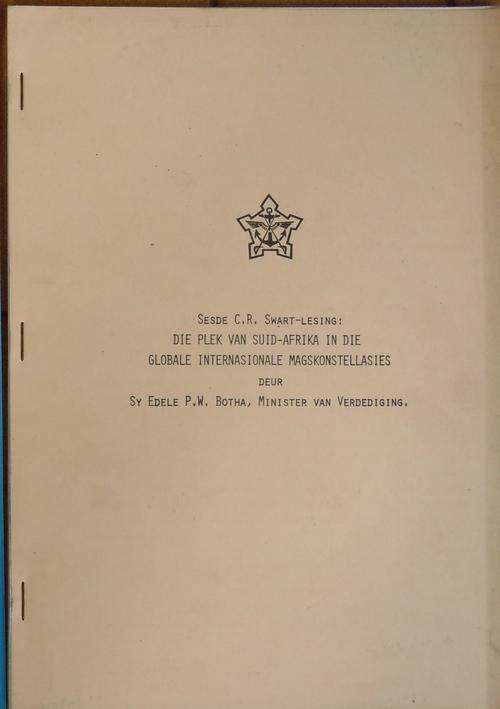 Sesde C.R. Swart-lesing:
DIE PLEK VAN SUID-AFRIKA IN DIE
GLOBALE INTERNASIONALE MAGSKONSTELLASIES
DEUR
Sy Edele P.W. Botha, Minister van Verdediging.